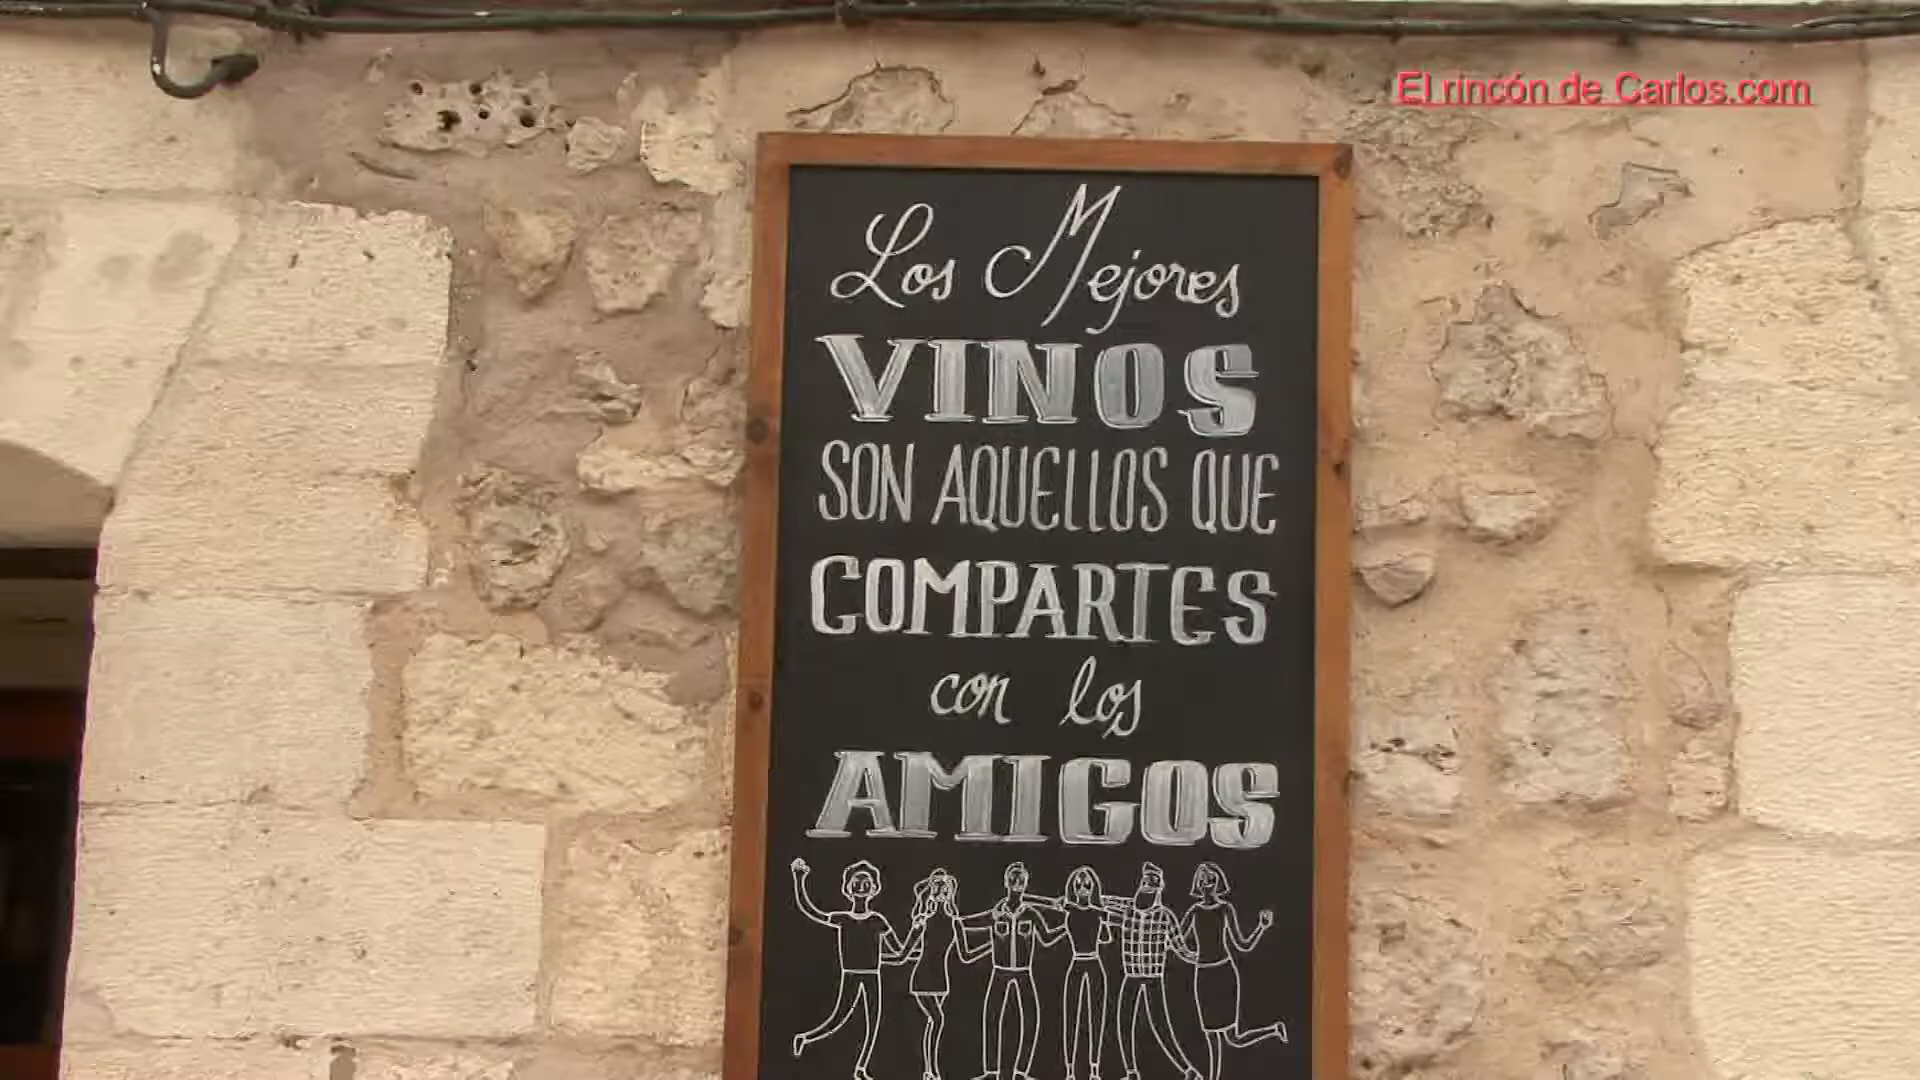 El rincón de Carlos.com
Los Mejores
VINOS
SON AQUELLOS QUE
COMPARTES
con los
AMIGOS